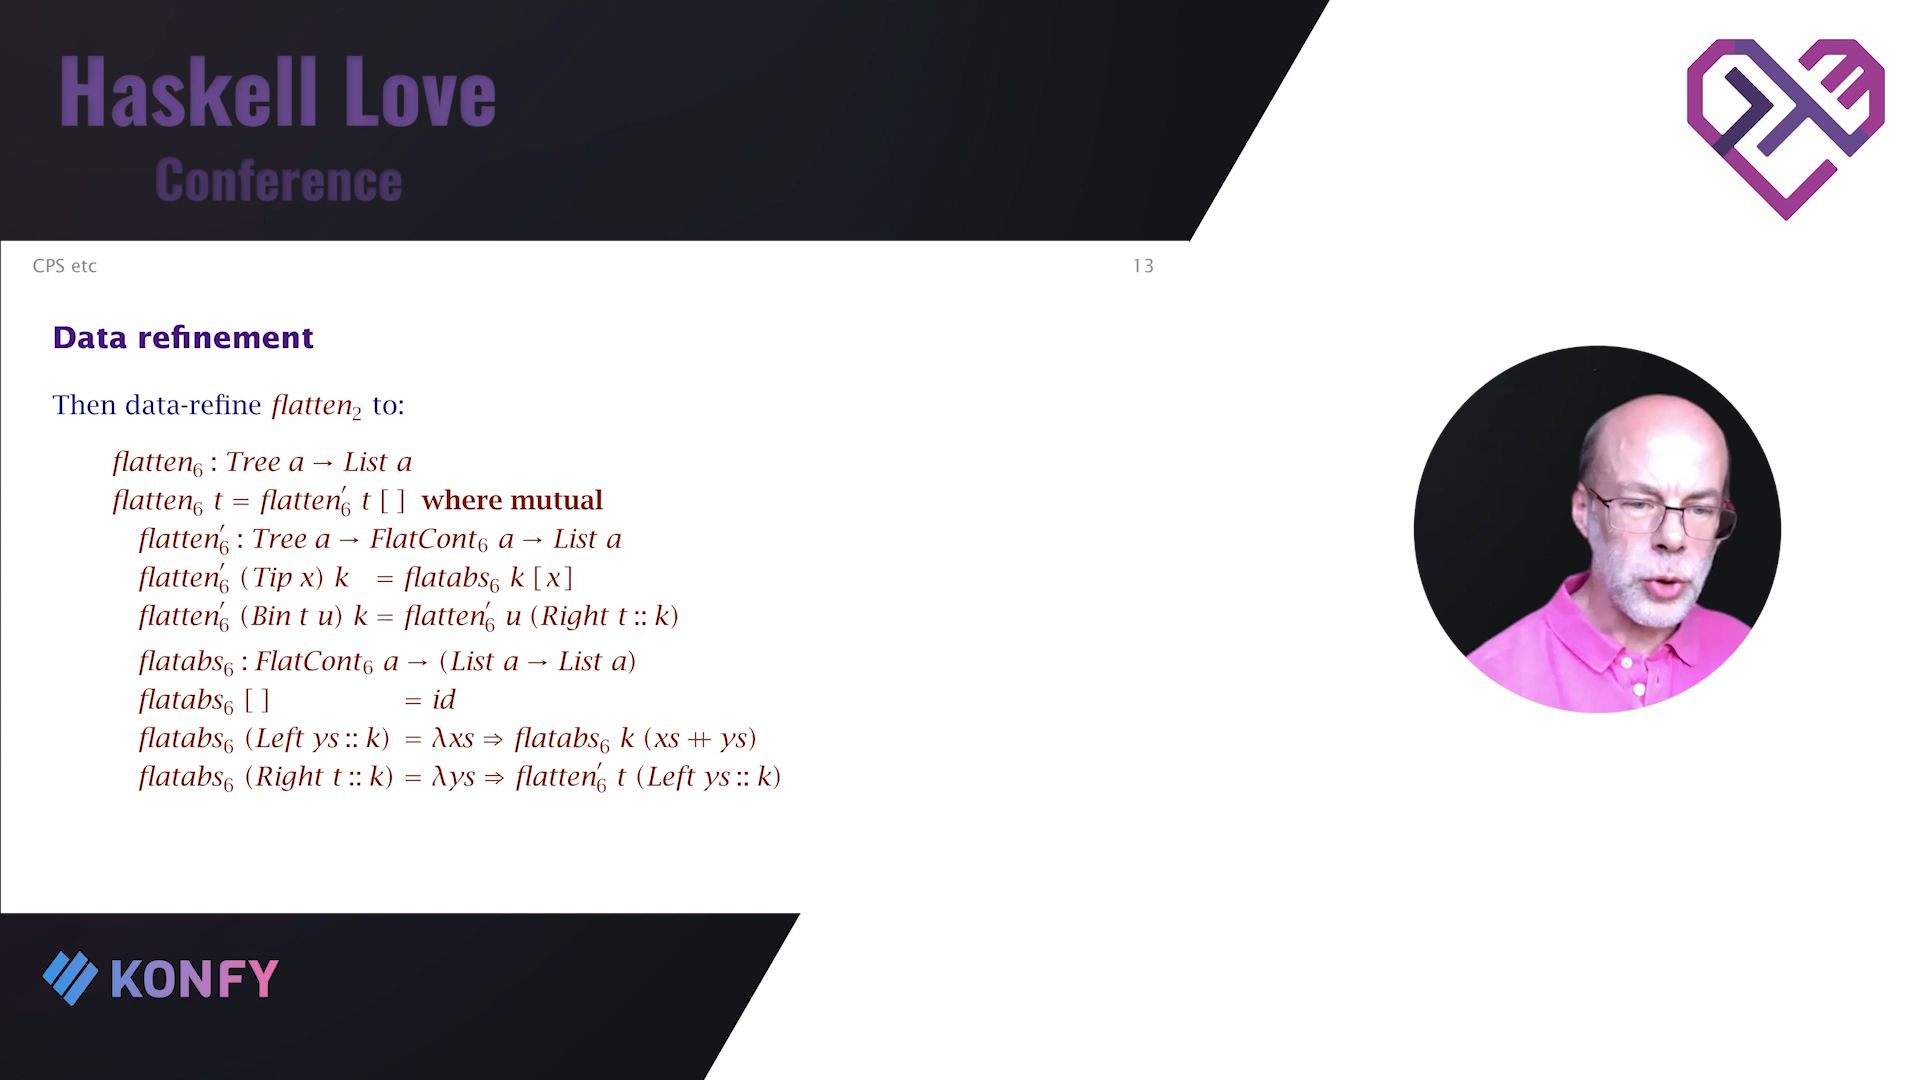 Haskell Love
Conference
CPS etc 13
Data refinement
Then data-refine flatten₂ to:
flatten₆ : Tree a → List a
flatten₆ t = flatten′₆ t [ ] where mutual
flatten′₆ : Tree a → FlatCont₆ a → List a
flatten′₆ (Tip x) k = flatabs₆ k [x]
flatten′₆ (Bin t u) k = flatten′₆ u (Right t :: k)
flatabs₆ : FlatCont₆ a → (List a → List a)
flatabs₆ [ ] = id
flatabs₆ (Left ys :: k) = λxs ⇒ flatabs₆ k (xs ++ ys)
flatabs₆ (Right t :: k) = λys ⇒ flatten′₆ t (Left ys :: k)
KONFY